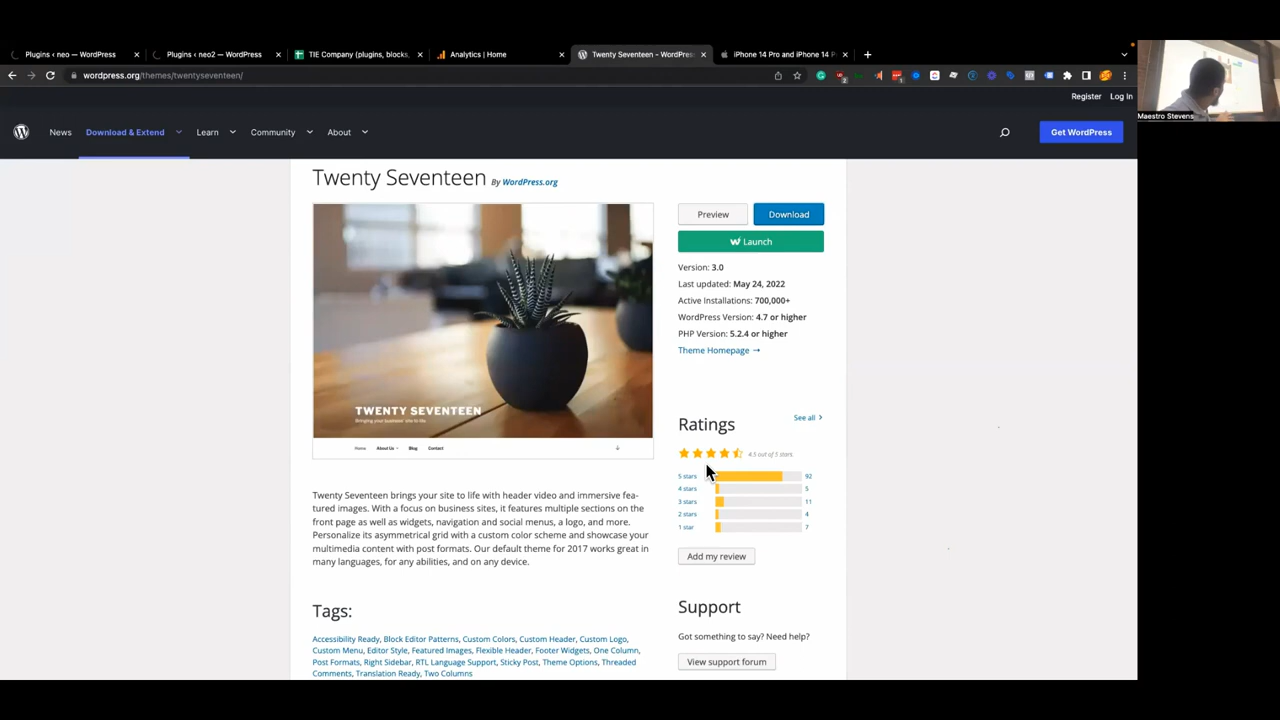 Plugins ‹ neo — WordPress
Plugins ‹ neo2 — WordPress
TIE Company (plugins, blocks,
Analytics | Home
Twenty Seventeen - WordPress
iPhone 14 Pro and iPhone 14 P
wordpress.org/themes/twentyseventeen/
Register Log In
Maestro Stevens
News Download & Extend Learn Community About Get WordPress
Twenty Seventeen By WordPress.org
Preview Download
Launch
Version: 3.0
Last updated: May 24, 2022
Active Installations: 700,000+
WordPress Version: 4.7 or higher
PHP Version: 5.2.4 or higher
Theme Homepage →
TWENTY SEVENTEEN
Bringing your business' site to life
Home About Us Blog Contact
Ratings See all
4.5 out of 5 stars.
5 stars 92
4 stars 5
3 stars 11
2 stars 4
1 star 7
Add my review
Twenty Seventeen brings your site to life with header video and immersive fea-
tured images. With a focus on business sites, it features multiple sections on the
front page as well as widgets, navigation and social menus, a logo, and more.
Personalize its asymmetrical grid with a custom color scheme and showcase your
multimedia content with post formats. Our default theme for 2017 works great in
many languages, for any abilities, and on any device.
Tags:
Accessibility Ready, Block Editor Patterns, Custom Colors, Custom Header, Custom Logo,
Custom Menu, Editor Style, Featured Images, Flexible Header, Footer Widgets, One Column,
Post Formats, Right Sidebar, RTL Language Support, Sticky Post, Theme Options, Threaded
Comments, Translation Ready, Two Columns
Support
Got something to say? Need help?
View support forum